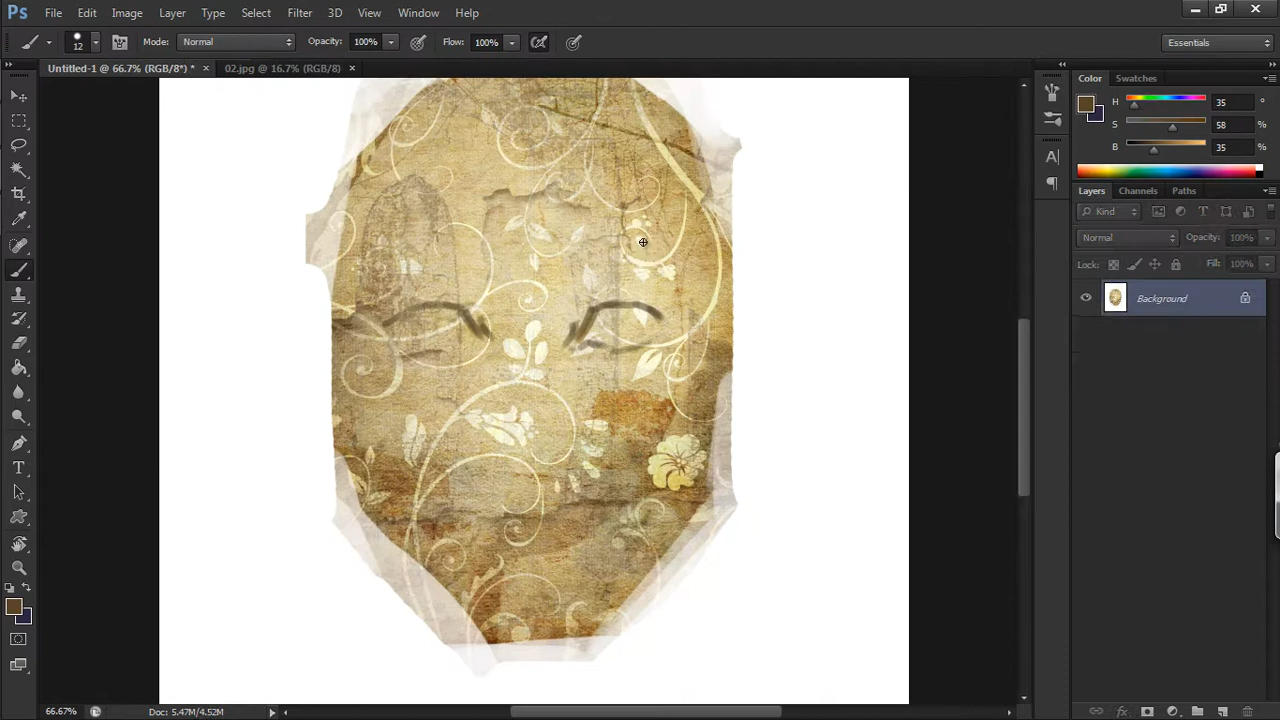 Ps File Edit Image Layer Type Select Filter 3D View Window Help
12 Mode: Normal Opacity: 100% Flow: 100% Essentials
Untitled-1 @ 66.7% (RGB/8*) * × 02.jpg @ 16.7% (RGB/8) ×
Color Swatches
H 35 °
S 58 %
B 35 %
Layers Channels Paths
Kind
Normal Opacity: 100%
Lock: Fill: 100%
Background
66.67% Doc: 5.47M/4.52M